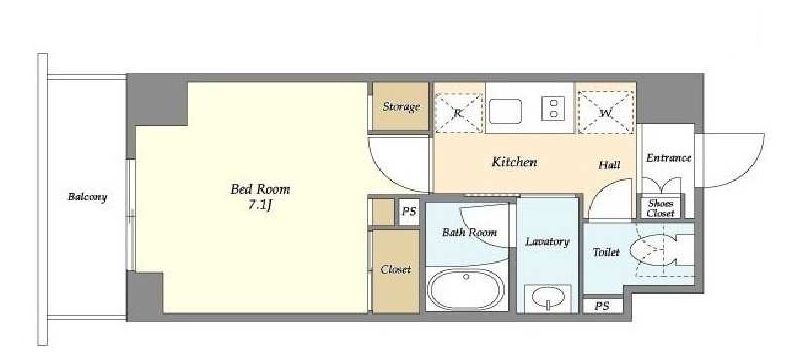 Storage
R
W
Kitchen
Hall
Entrance
Bed Room
7.1J
Balcony
PS
Shoes
Closet
Bath Room
Lavatory
Toilet
Closet
PS